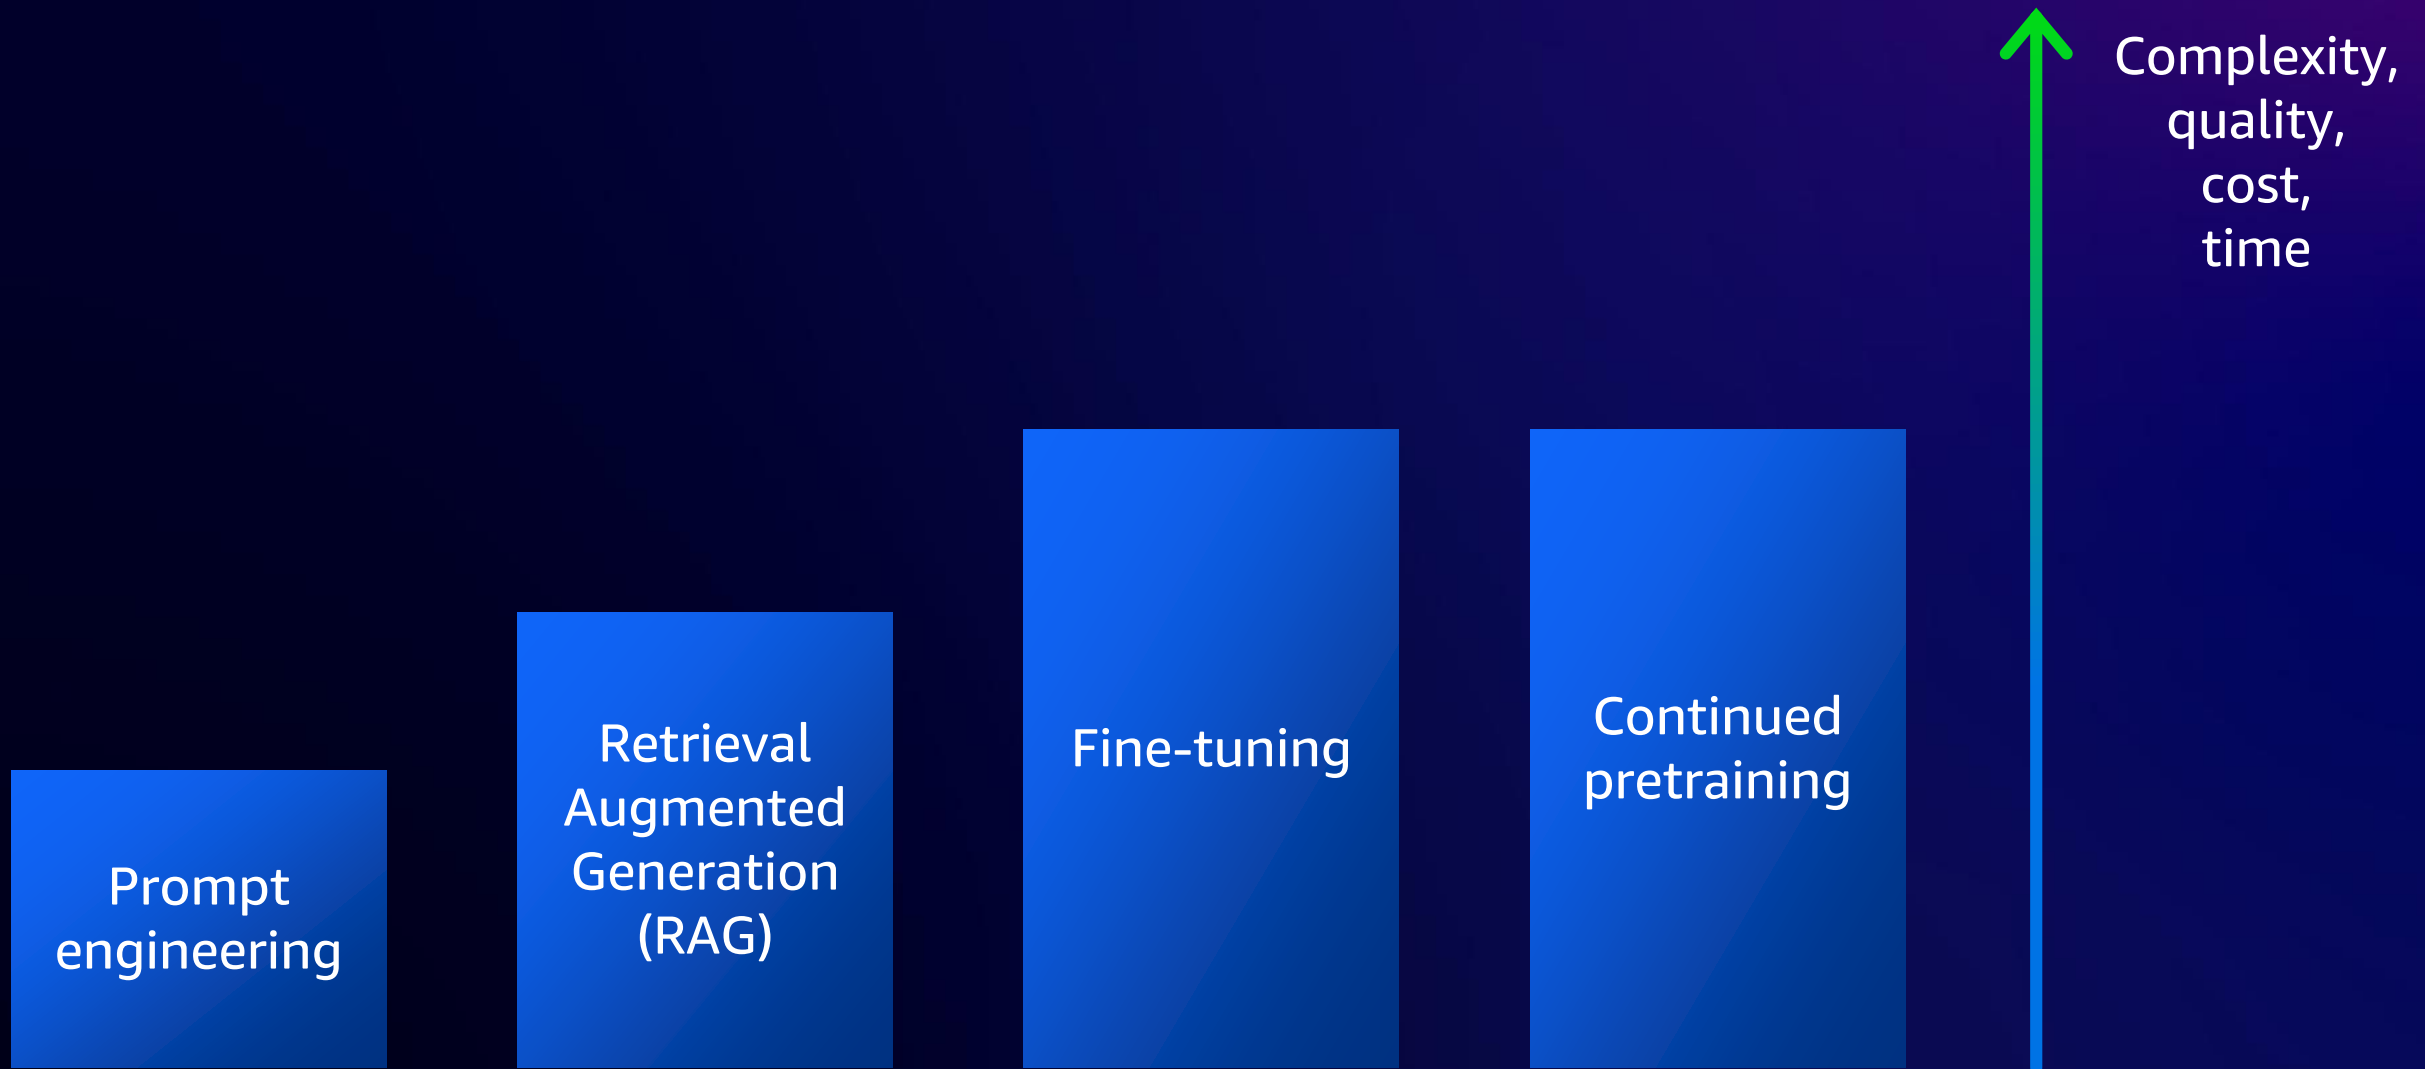 Complexity,
quality,
cost,
time
Prompt
engineering
Retrieval
Augmented
Generation
(RAG)
Fine-tuning
Continued
pretraining